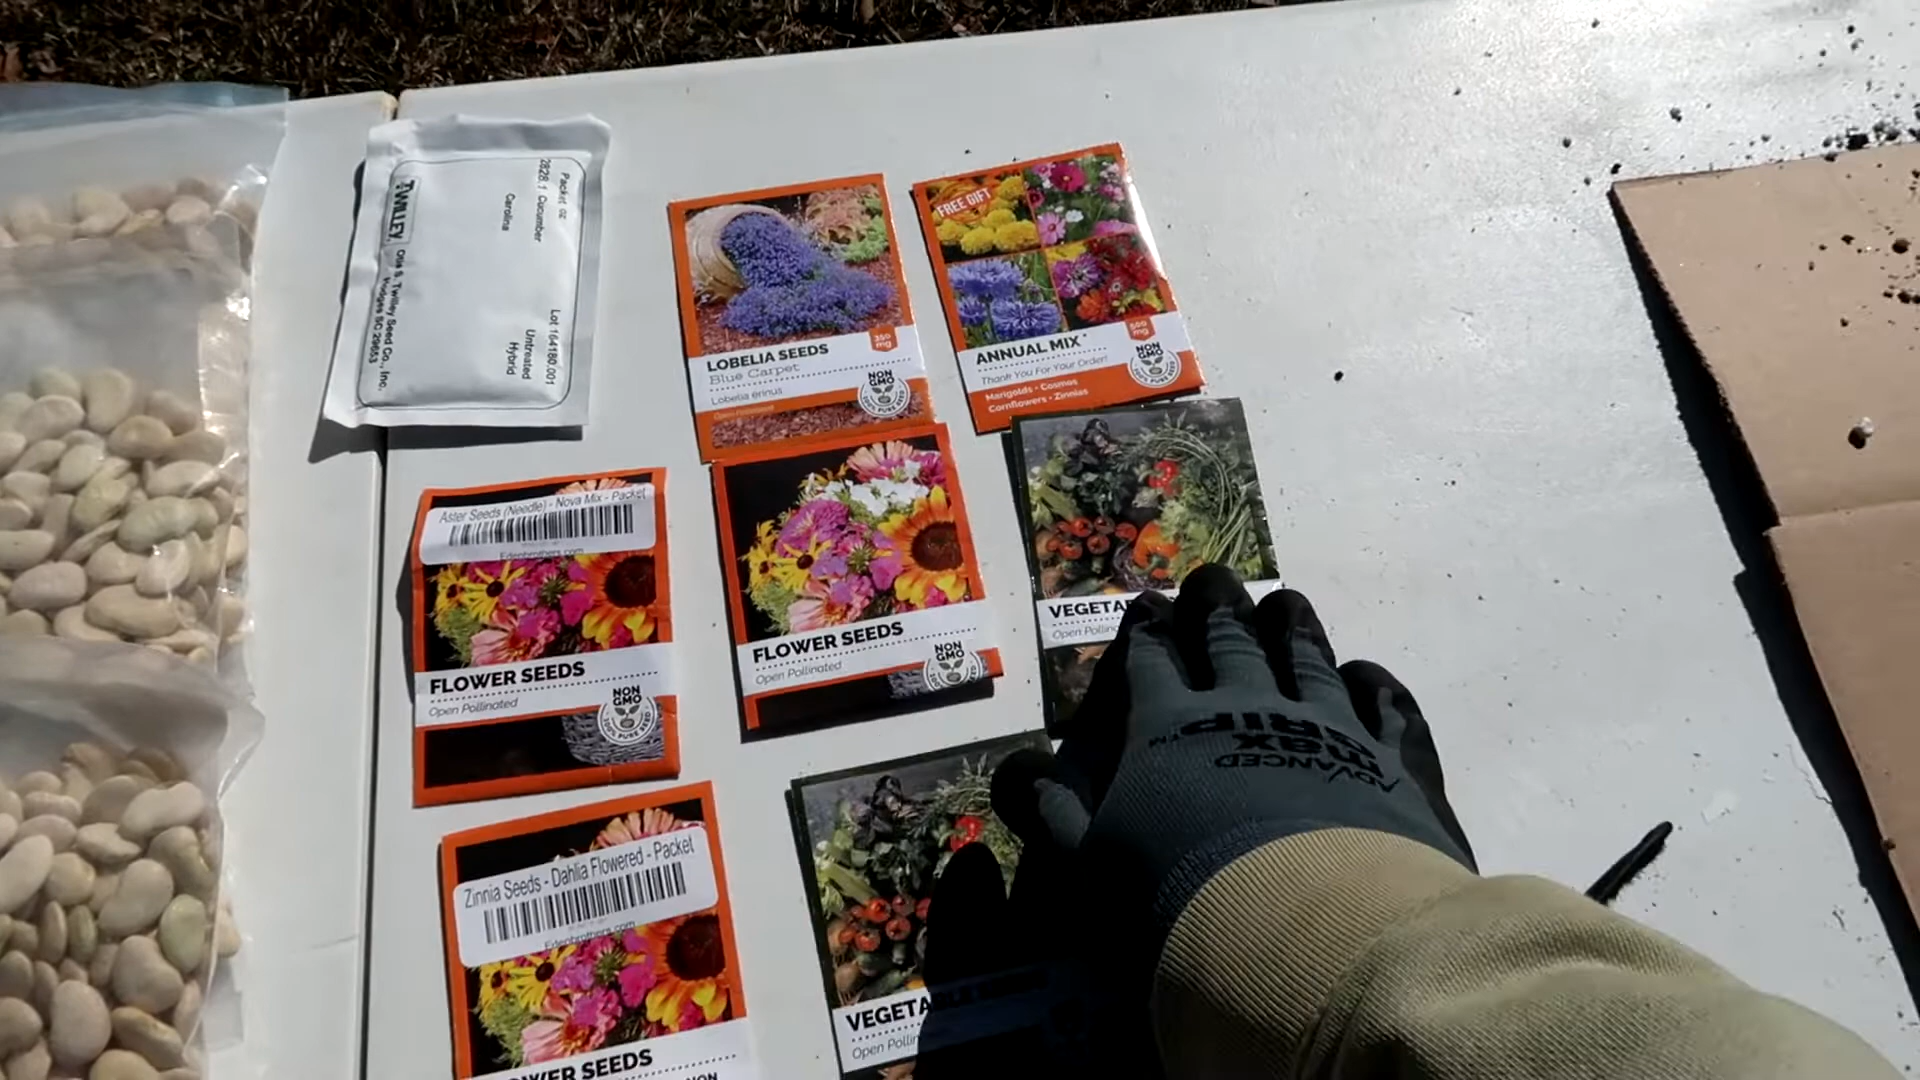 Packet oz
2828.1 Cucumber
Carolina
Lot 164180.001
Untreated
Hybrid
TWILLEY
Otis S. Twilley Seed Co., Inc.
Hodges SC 29653
LOBELIA SEEDS
Blue Carpet
Lobelia erinus
Open Pollinated
350 mg
NON
GMO
100% PURE SEED
FREE GIFT
ANNUAL MIX
Thank You For Your Order!
Marigolds • Cosmos
Cornflowers • Zinnias
500 mg
NON
GMO
100% PURE SEED
Aster Seeds (Needle) - Nova Mix - Packet
Edenbrothers.com
FLOWER SEEDS
Open Pollinated
NON
GMO
100% PURE SEED
FLOWER SEEDS
Open Pollinated
NON
GMO
100% PURE SEED
VEGETA
Open Pollin
Zinnia Seeds - Dahlia Flowered - Packet
Edenbrothers.com
OWER SEEDS
NON
VEGETABLE
Open Pollin
ADVANCED
max
GRIP™